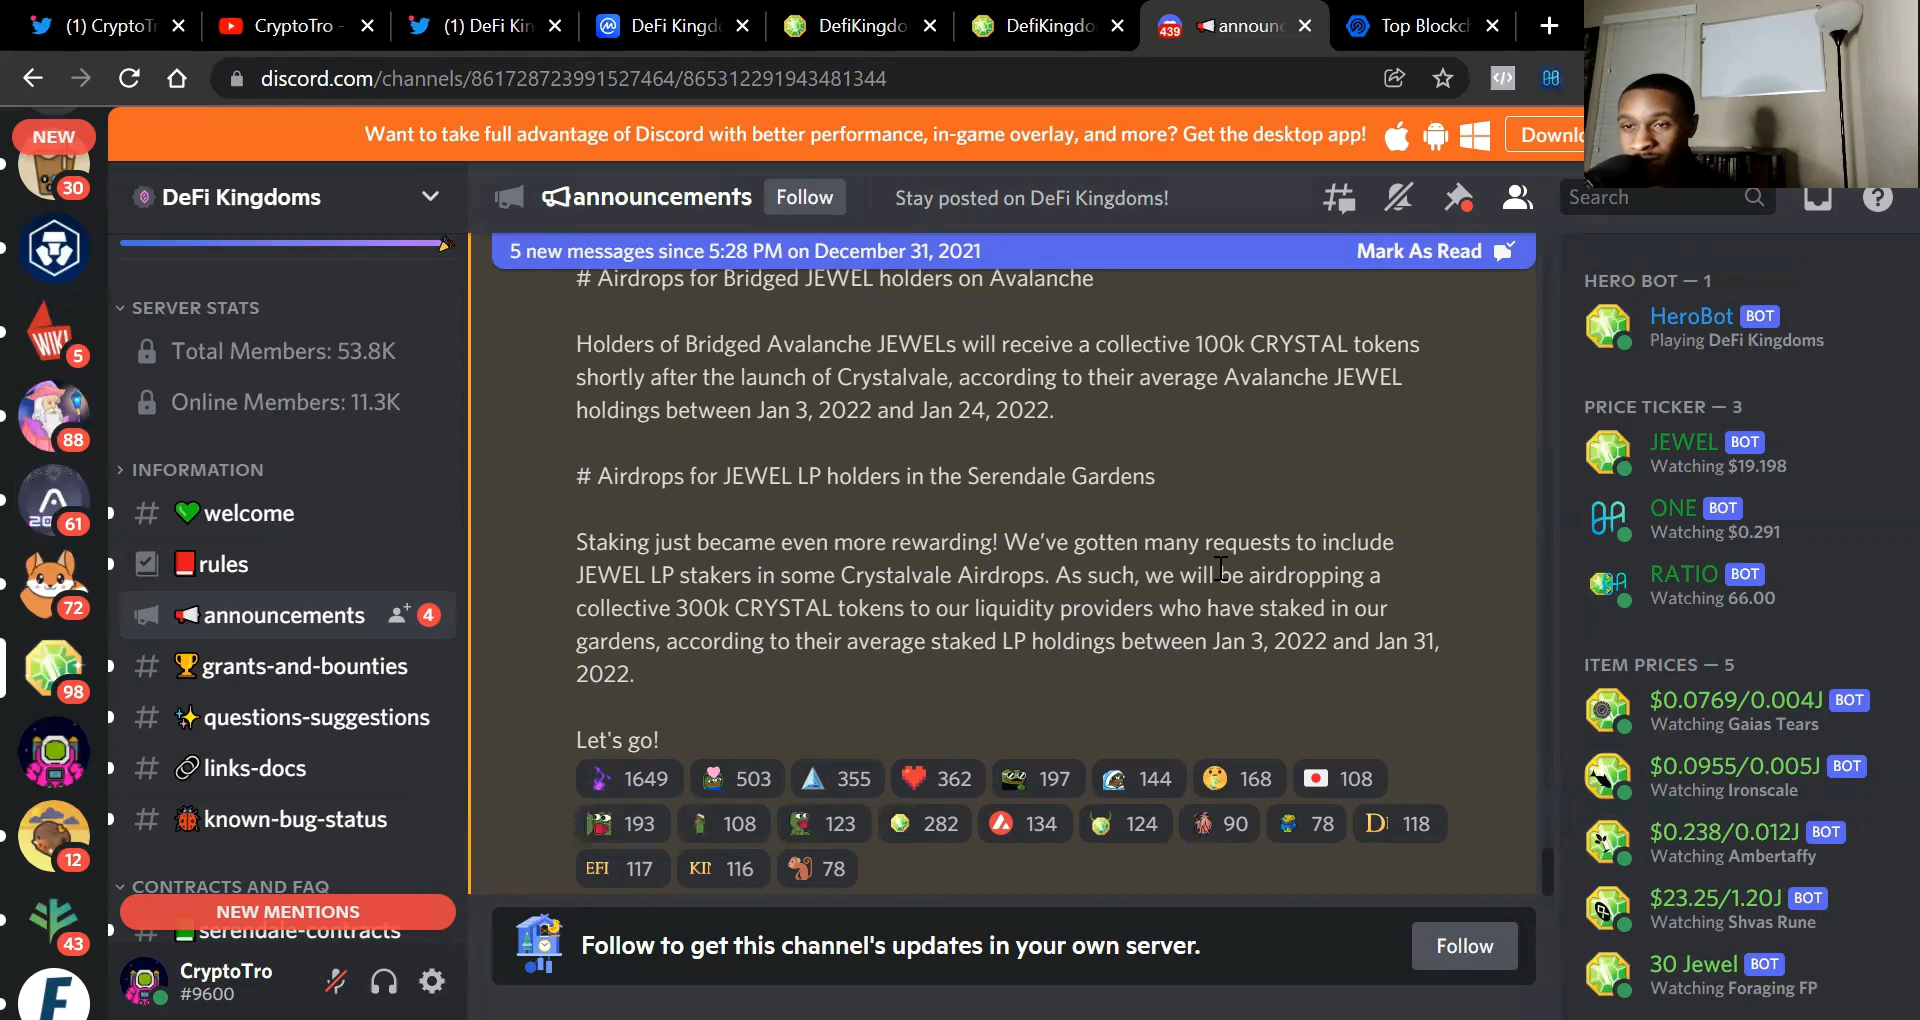 (1) CryptoTr
CryptoTro -
(1) DeFi Kin
DeFi Kingd
DefiKingdo
DefiKingdo
439
announc
Top Blockc
discord.com/channels/861728723991527464/865312291943481344
Want to take full advantage of Discord with better performance, in-game overlay, and more? Get the desktop app!
Downlo
NEW
30
WIKI
5
88
61
72
98
12
43
DeFi Kingdoms
SERVER STATS
Total Members: 53.8K
Online Members: 11.3K
INFORMATION
welcome
rules
announcements
4
grants-and-bounties
questions-suggestions
links-docs
known-bug-status
CONTRACTS AND FAQ
NEW MENTIONS
serendale-contracts
CryptoTro
#9600
announcements
Follow
Stay posted on DeFi Kingdoms!
Search
5 new messages since 5:28 PM on December 31, 2021
Mark As Read
# Airdrops for Bridged JEWEL holders on Avalanche
Holders of Bridged Avalanche JEWELs will receive a collective 100k CRYSTAL tokens
shortly after the launch of Crystalvale, according to their average Avalanche JEWEL
holdings between Jan 3, 2022 and Jan 24, 2022.
# Airdrops for JEWEL LP holders in the Serendale Gardens
Staking just became even more rewarding! We've gotten many requests to include
JEWEL LP stakers in some Crystalvale Airdrops. As such, we will be airdropping a
collective 300k CRYSTAL tokens to our liquidity providers who have staked in our
gardens, according to their average staked LP holdings between Jan 3, 2022 and Jan 31,
2022.
Let's go!
1649 503 355 362 197 144 168 108
193 108 123 282 134 124 90 78 D 118
EFI 117 KI 116 78
Follow to get this channel's updates in your own server.
Follow
HERO BOT — 1
HeroBot BOT
Playing DeFi Kingdoms
PRICE TICKER — 3
JEWEL BOT
Watching $19.198
ONE BOT
Watching $0.291
RATIO BOT
Watching 66.00
ITEM PRICES — 5
$0.0769/0.004J BOT
Watching Gaias Tears
$0.0955/0.005J BOT
Watching Ironscale
$0.238/0.012J BOT
Watching Ambertaffy
$23.25/1.20J BOT
Watching Shvas Rune
30 Jewel BOT
Watching Foraging FP